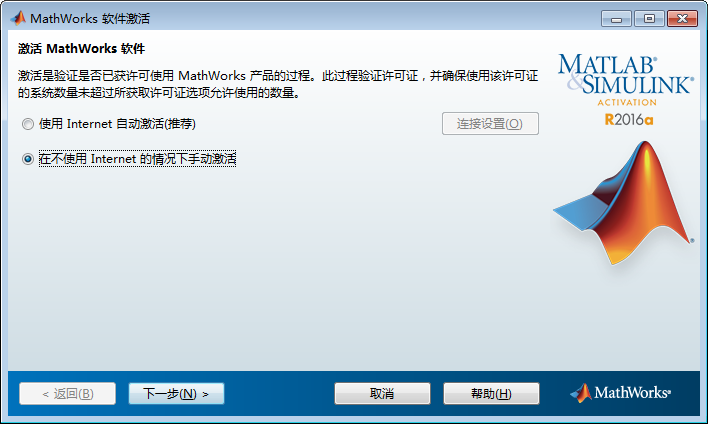 MathWorks 软件激活
激活 MathWorks 软件
激活是验证是否已获许可使用 MathWorks 产品的过程。此过程验证许可证，并确保使用该许可证
的系统数量未超过所获取许可证选项允许使用的数量。
使用 Internet 自动激活(推荐)
连接设置(O)
在不使用 Internet 的情况下手动激活
MATLAB®
&SIMULINK®
ACTIVATION
R2016a
®
< 返回(B)
下一步(N) >
取消
帮助(H)
MathWorks®